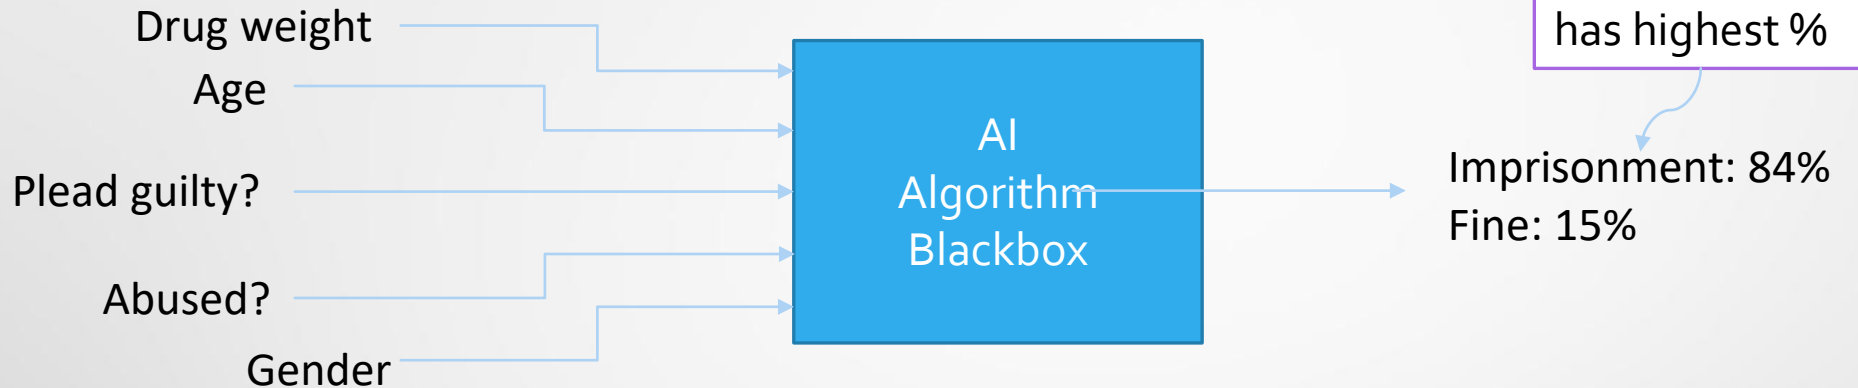 Drug weight
Age
Plead guilty?
Abused?
Gender
AI
Algorithm
Blackbox
has highest %
Imprisonment: 84%
Fine: 15%